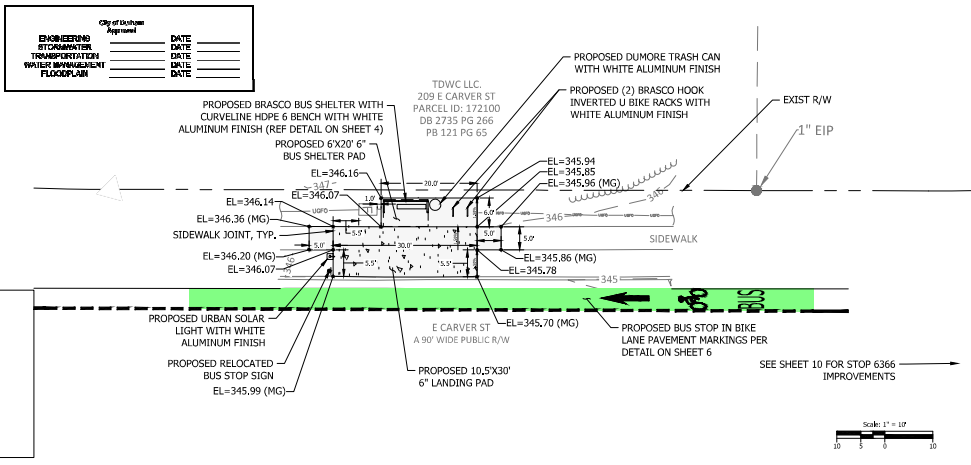 City of Durham
Approval
ENGINEERING DATE
STORMWATER DATE
TRANSPORTATION DATE
WATER MANAGEMENT DATE
FLOODPLAIN DATE
PROPOSED DUMORE TRASH CAN
WITH WHITE ALUMINUM FINISH
TDWC LLC.
209 E CARVER ST
PARCEL ID: 172100
DB 2735 PG 266
PB 121 PG 65
PROPOSED (2) BRASCO HOOK
INVERTED U BIKE RACKS WITH
WHITE ALUMINUM FINISH
EXIST R/W
1" EIP
PROPOSED BRASCO BUS SHELTER WITH
CURVELINE HDPE 6 BENCH WITH WHITE
ALUMINUM FINISH (REF DETAIL ON SHEET 4)
PROPOSED 6'X20' 6"
BUS SHELTER PAD
EL=346.16
EL=345.94
EL=345.85
EL=345.96 (MG)
347
20.0'
346
EL=346.07
EL=346.14
1.0'
UGFO
6.0'
UGFO
UGFO
UGFO
346
EL=346.36 (MG)
SIDEWALK JOINT, TYP.
5.5'
5.0'
30.0'
5.0'
5.0'
SIDEWALK
EL=346.20 (MG)
EL=345.86 (MG)
346
EL=346.07
5.5'
5.5'
EL=345.78
345
BUS
PROPOSED URBAN SOLAR
LIGHT WITH WHITE
ALUMINUM FINISH
E CARVER ST
A 90' WIDE PUBLIC R/W
EL=345.70 (MG)
PROPOSED BUS STOP IN BIKE
LANE PAVEMENT MARKINGS PER
DETAIL ON SHEET 6
PROPOSED RELOCATED
BUS STOP SIGN
EL=345.99 (MG)
PROPOSED 10.5'X30'
6" LANDING PAD
SEE SHEET 10 FOR STOP 6366
IMPROVEMENTS
Scale: 1" = 10'
10 5 0 10